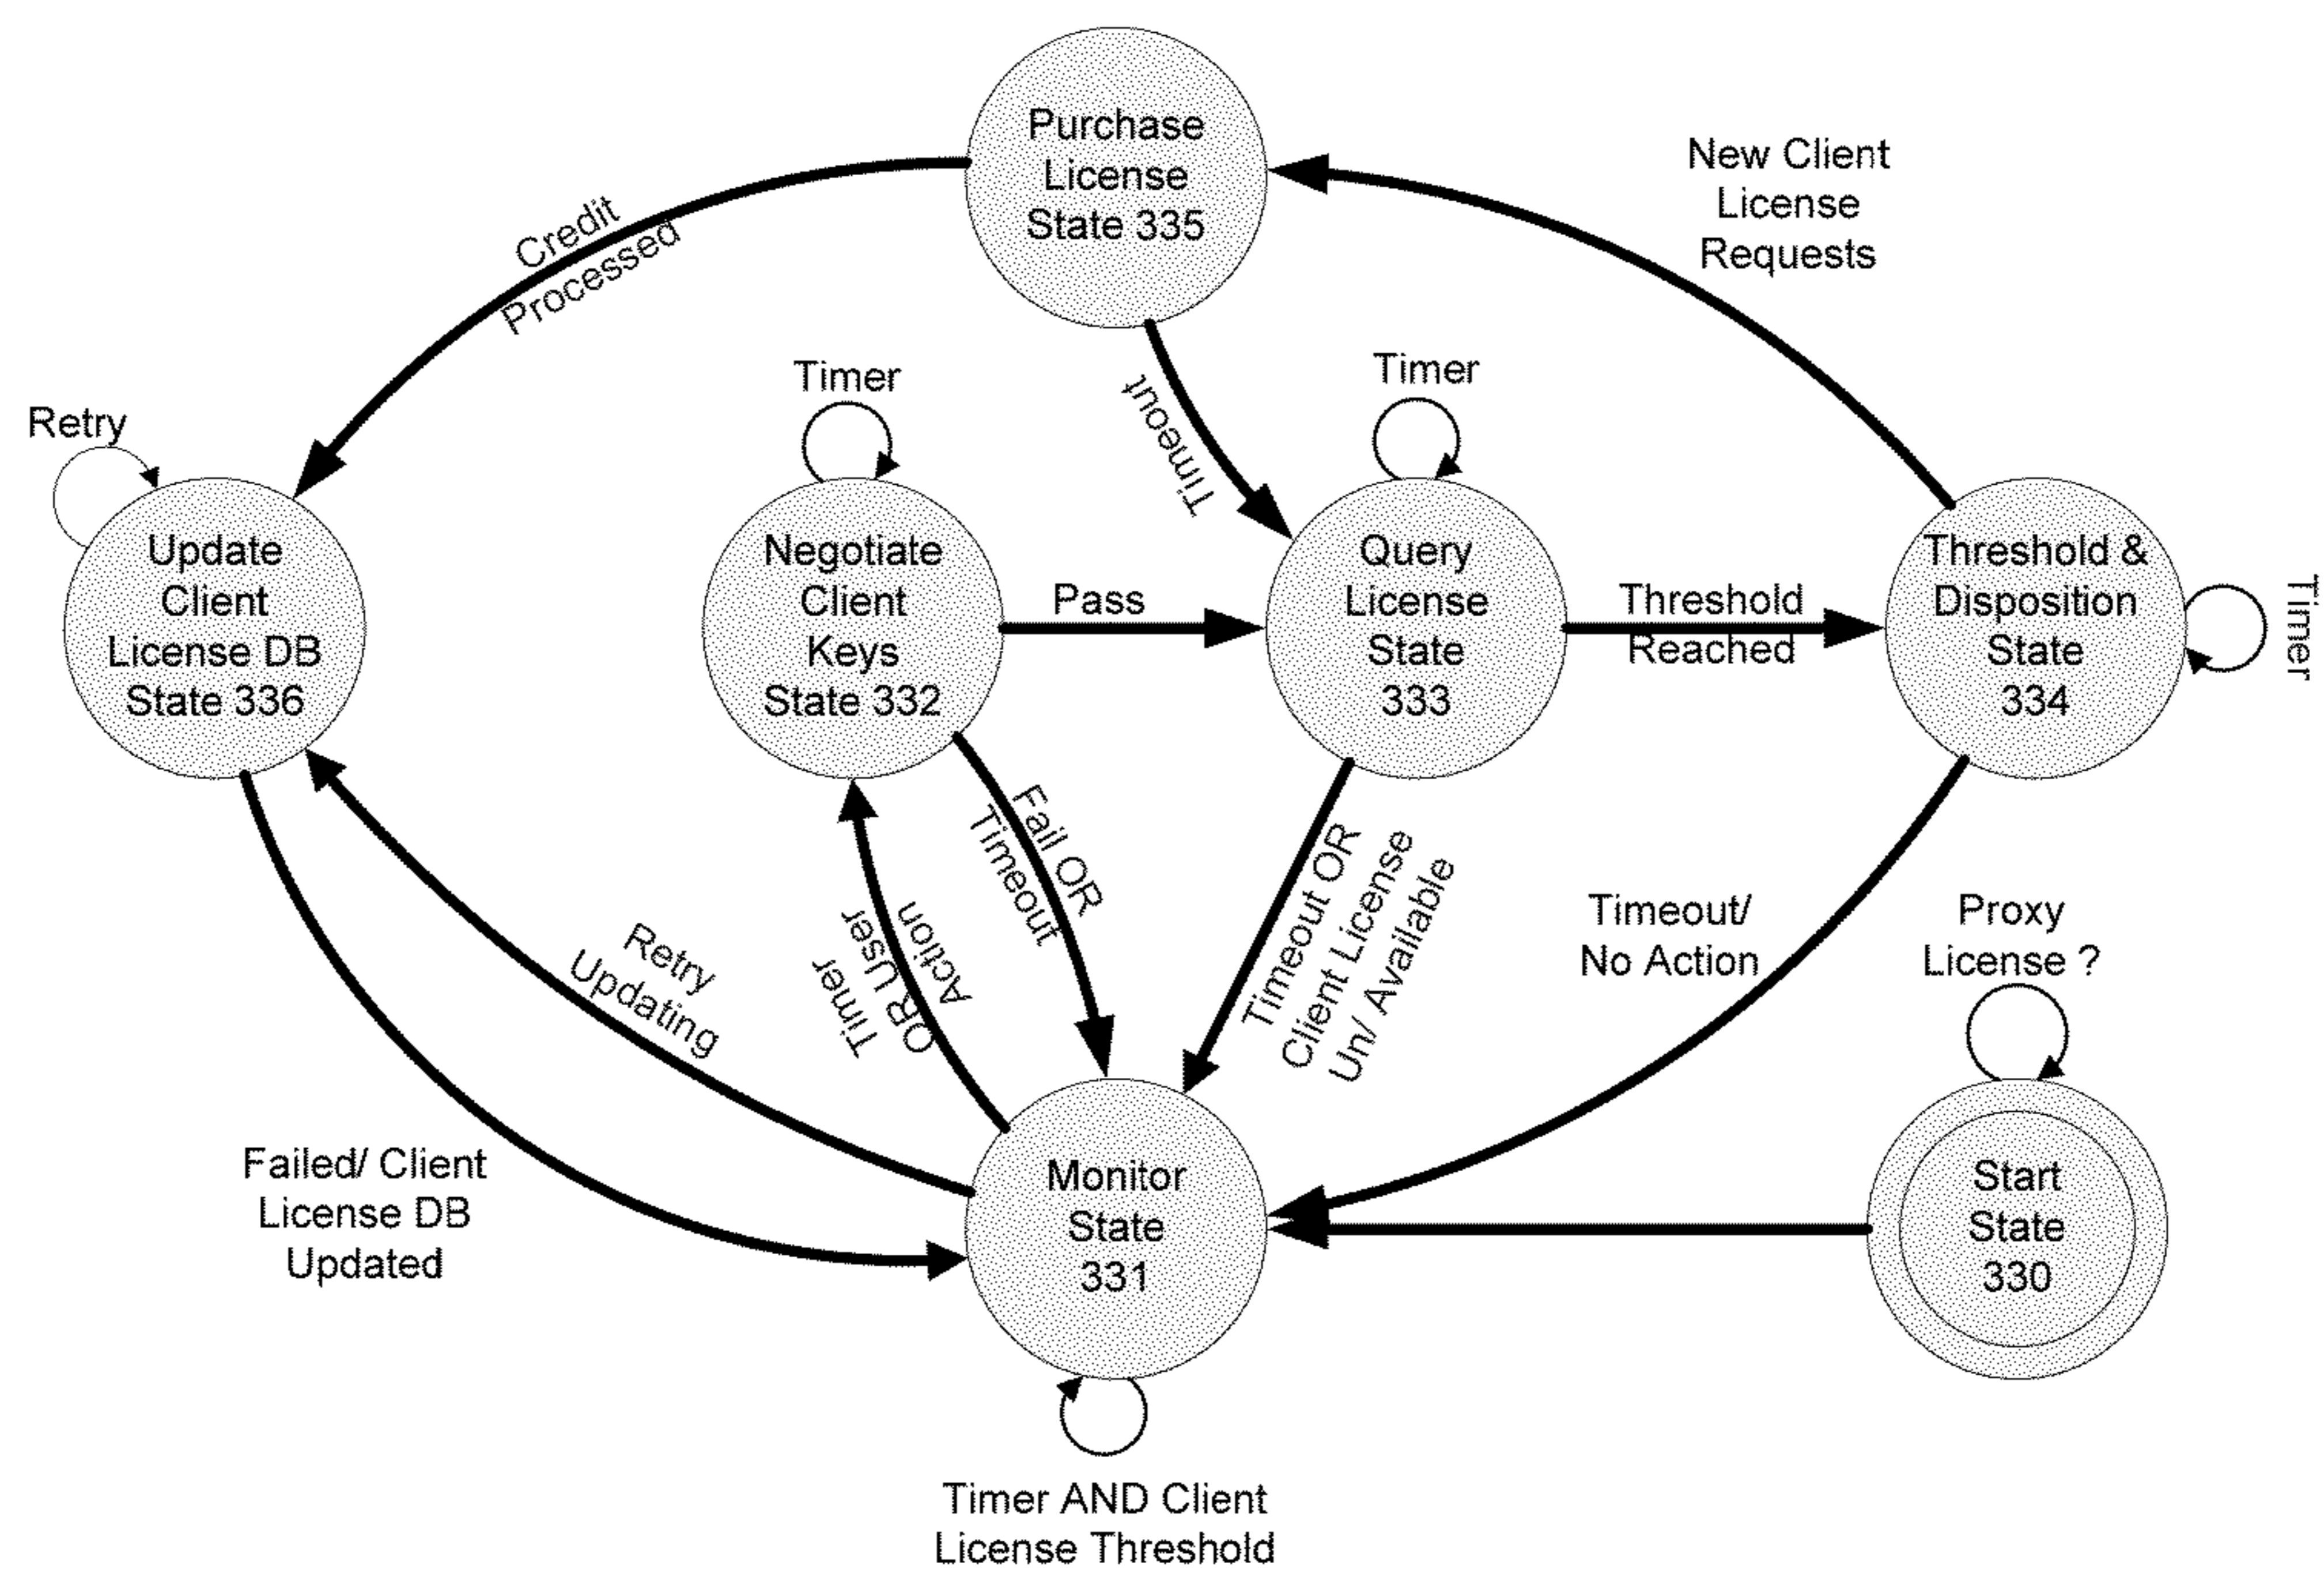 Purchase
License
State 335
New Client
License
Requests
Credit
Processed
Timeout
Timer
Timer
Retry
Update
Client
License DB
State 336
Negotiate
Client
Keys
State 332
Pass
Query
License
State
333
Threshold
Reached
Threshold &
Disposition
State
334
Timer
Fail OR
Timeout
Timer
OR User
Action
Timeout OR
Client License
Un/ Available
Timeout/
No Action
Proxy
License ?
Retry
Updating
Failed/ Client
License DB
Updated
Monitor
State
331
Start
State
330
Timer AND Client
License Threshold